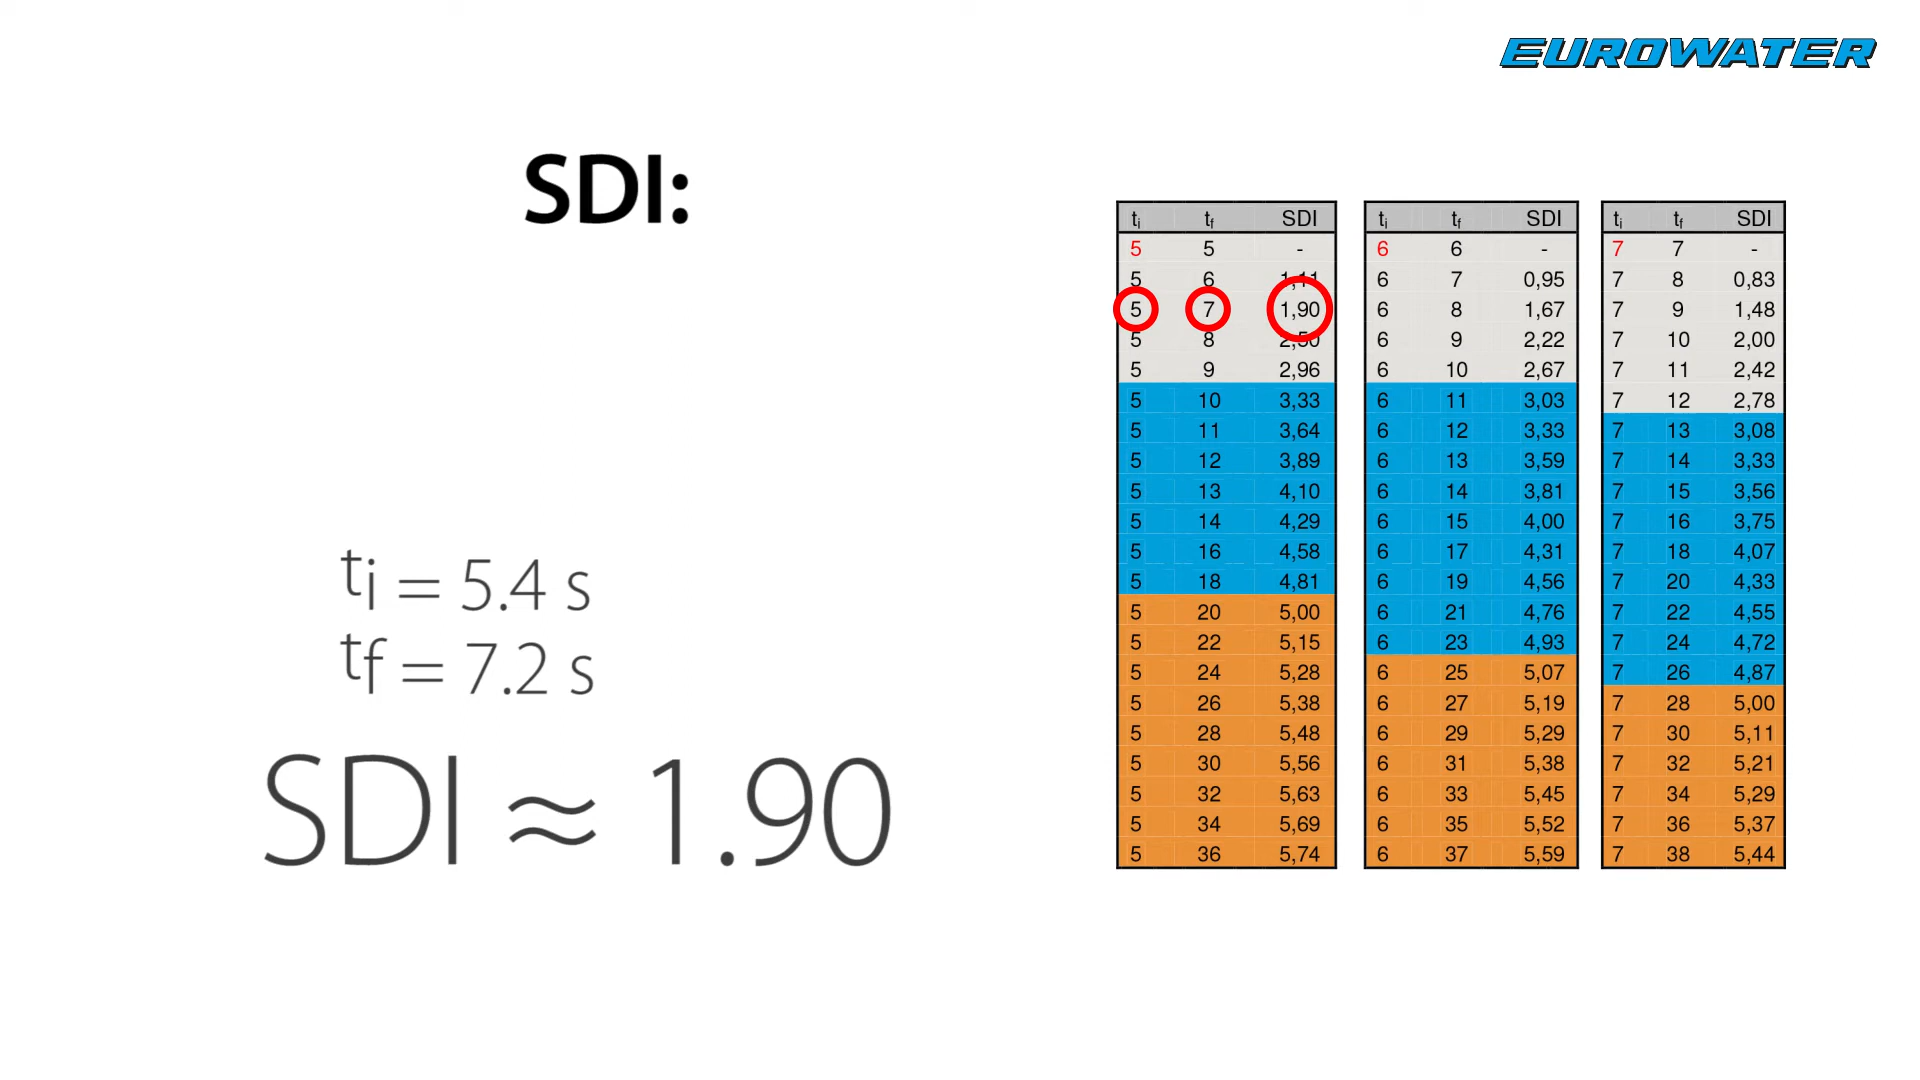 EUROWATER
SDI:
ti = 5.4 s
tf = 7.2 s
SDI ≈ 1.90
ti tf SDI
5 5 -
5 6 1,11
5 7 1,90
5 8 2,50
5 9 2,96
5 10 3,33
5 11 3,64
5 12 3,89
5 13 4,10
5 14 4,29
5 16 4,58
5 18 4,81
5 20 5,00
5 22 5,15
5 24 5,28
5 26 5,38
5 28 5,48
5 30 5,56
5 32 5,63
5 34 5,69
5 36 5,74
ti tf SDI
6 6 -
6 7 0,95
6 8 1,67
6 9 2,22
6 10 2,67
6 11 3,03
6 12 3,33
6 13 3,59
6 14 3,81
6 15 4,00
6 17 4,31
6 19 4,56
6 21 4,76
6 23 4,93
6 25 5,07
6 27 5,19
6 29 5,29
6 31 5,38
6 33 5,45
6 35 5,52
6 37 5,59
ti tf SDI
7 7 -
7 8 0,83
7 9 1,48
7 10 2,00
7 11 2,42
7 12 2,78
7 13 3,08
7 14 3,33
7 15 3,56
7 16 3,75
7 18 4,07
7 20 4,33
7 22 4,55
7 24 4,72
7 26 4,87
7 28 5,00
7 30 5,11
7 32 5,21
7 34 5,29
7 36 5,37
7 38 5,44